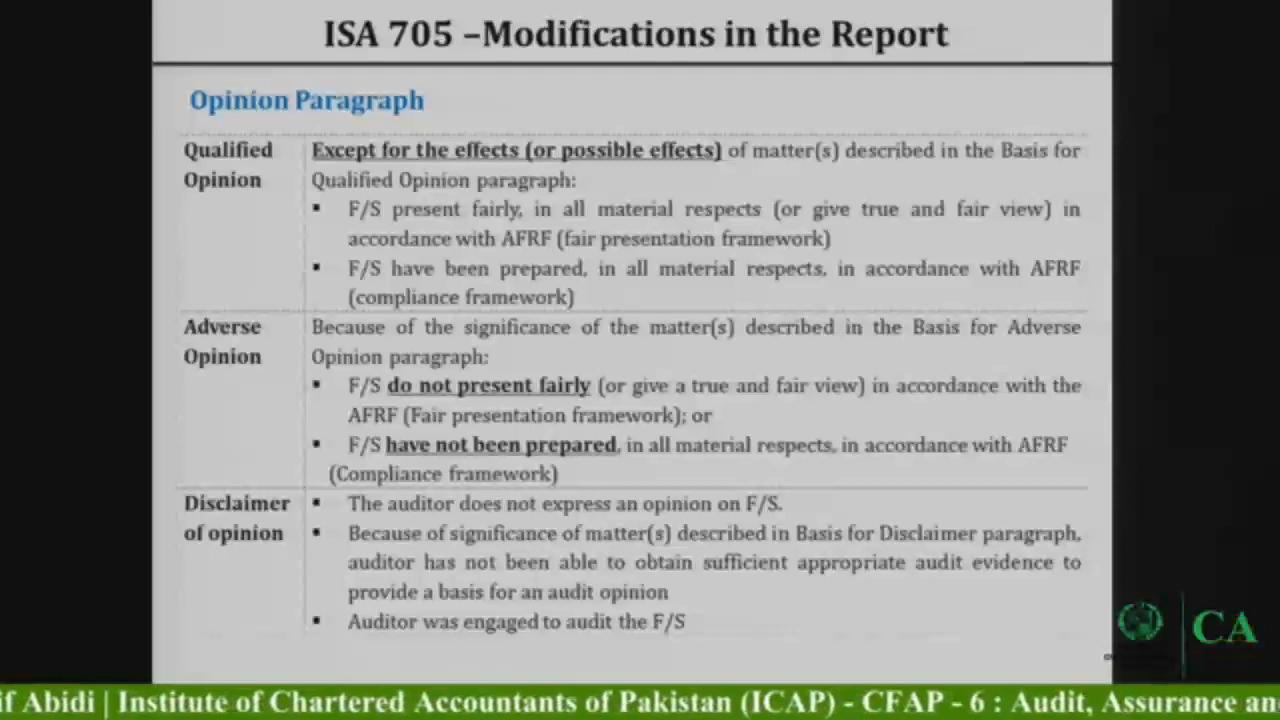 ISA 705 –Modifications in the Report
Opinion Paragraph
Qualified
Opinion
Except for the effects (or possible effects) of matter(s) described in the Basis for
Qualified Opinion paragraph:
▪ F/S present fairly, in all material respects (or give true and fair view) in
accordance with AFRF (fair presentation framework)
▪ F/S have been prepared, in all material respects, in accordance with AFRF
(compliance framework)
Adverse
Opinion
Because of the significance of the matter(s) described in the Basis for Adverse
Opinion paragraph:
▪ F/S do not present fairly (or give a true and fair view) in accordance with the
AFRF (Fair presentation framework); or
▪ F/S have not been prepared, in all material respects, in accordance with AFRF
(Compliance framework)
Disclaimer
of opinion
▪ The auditor does not express an opinion on F/S.
▪ Because of significance of matter(s) described in Basis for Disclaimer paragraph,
auditor has not been able to obtain sufficient appropriate audit evidence to
provide a basis for an audit opinion
▪ Auditor was engaged to audit the F/S
CA
if Abidi | Institute of Chartered Accountants of Pakistan (ICAP) - CFAP - 6 : Audit, Assurance an